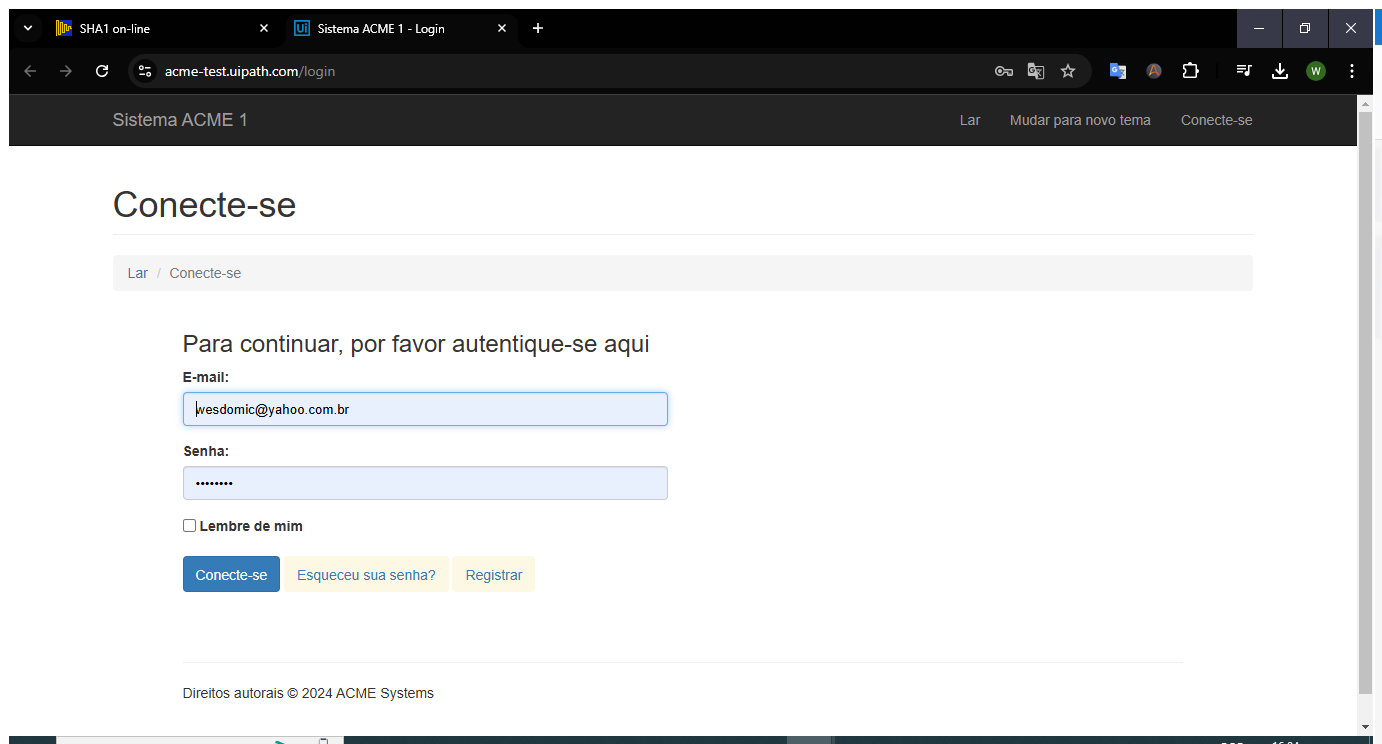 SHA1 on-line
Ui Sistema ACME 1 - Login
acme-test.uipath.com/login
W
Sistema ACME 1 Lar Mudar para novo tema Conecte-se
Conecte-se
Lar / Conecte-se
Para continuar, por favor autentique-se aqui
E-mail:
wesdomic@yahoo.com.br
Senha:
••••••••
Lembre de mim
Conecte-se Esqueceu sua senha? Registrar
Direitos autorais © 2024 ACME Systems